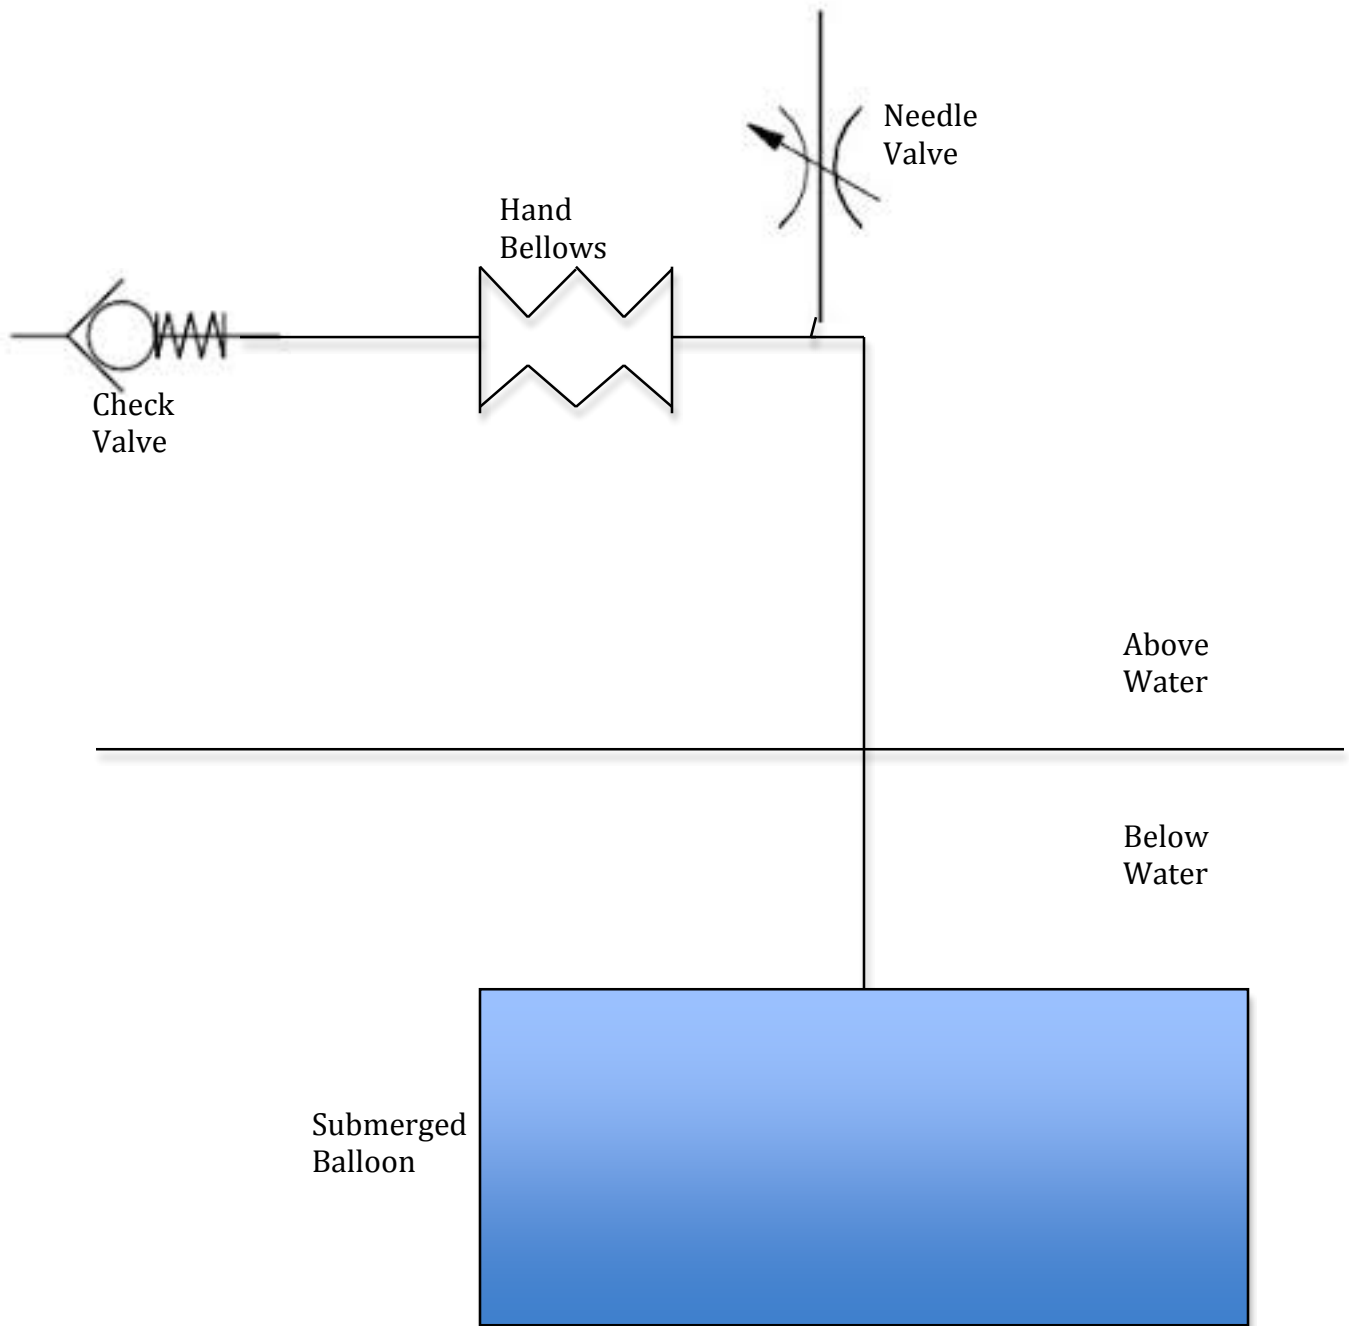 Needle
Valve
Hand
Bellows
Check
Valve
Above
Water
Below
Water
Submerged
Balloon